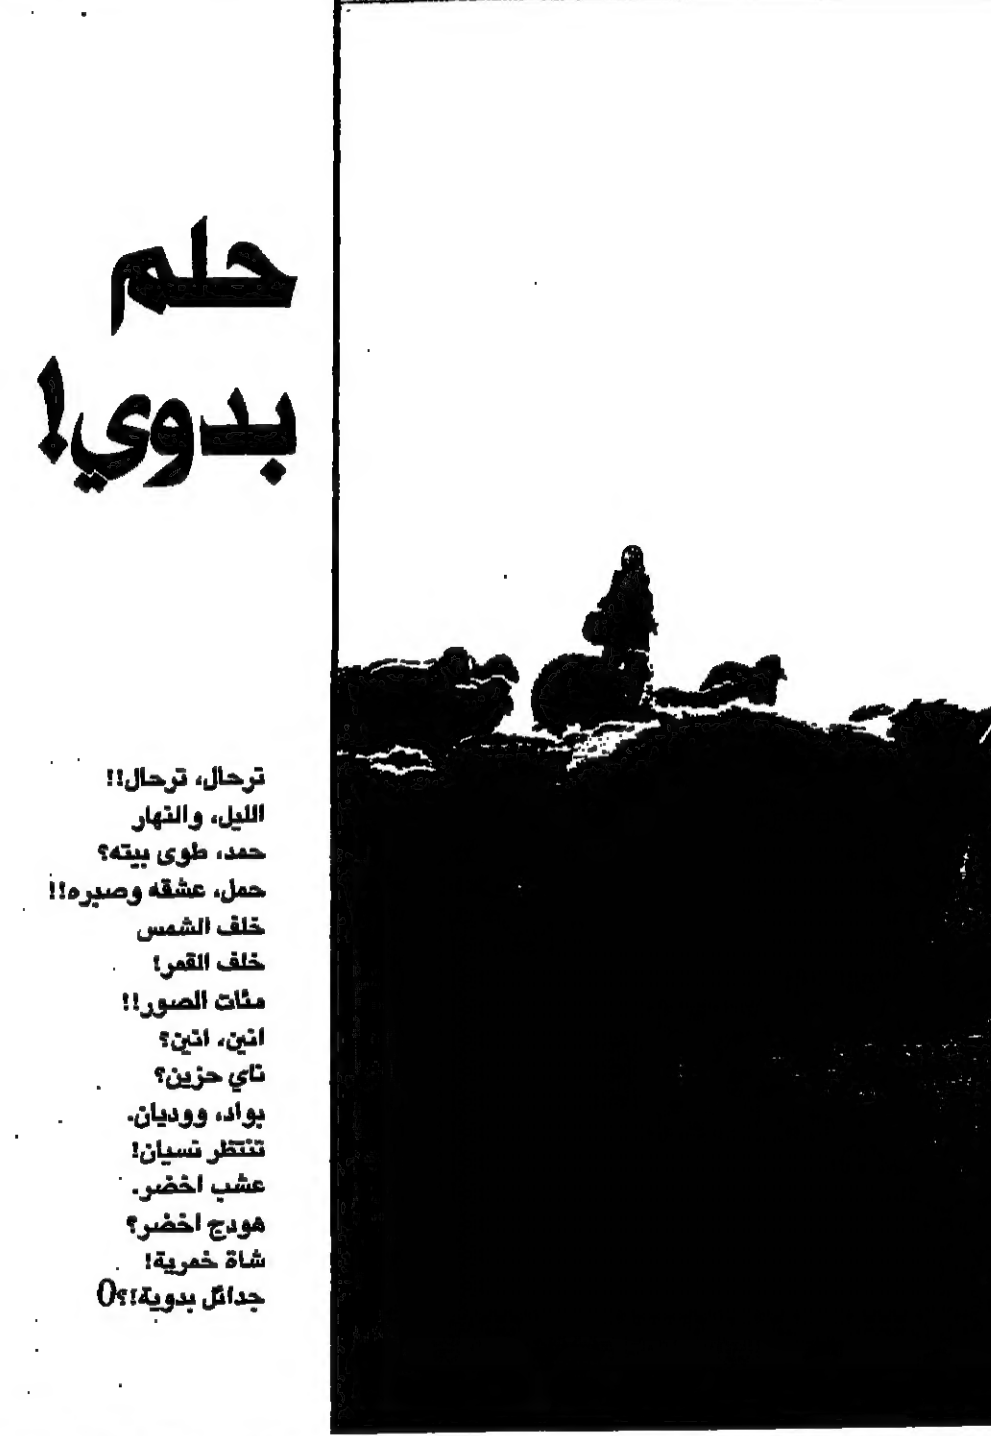 حلم
بدوي!
ترحال، ترحال!!
الليل، والنهار
حمد، طوى بيته؟
حمل، عشقه وصبره!!
خلف الشمس
خلف القمر!
مئات الصور!!
انين، انين؟
ناي حزين؟
بواد، ووديان.
تنتظر نسيان!
عشب اخضر.
هودج اخضر؟
شاة خمرية!
جدائل بدوية!؟0